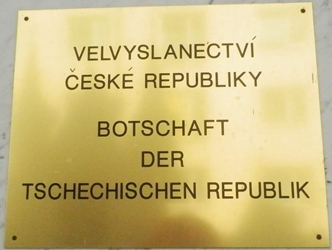 VELVYSLANECTVÍ
ČESKÉ REPUBLIKY
BOTSCHAFT
DER
TSCHECHISCHEN REPUBLIK